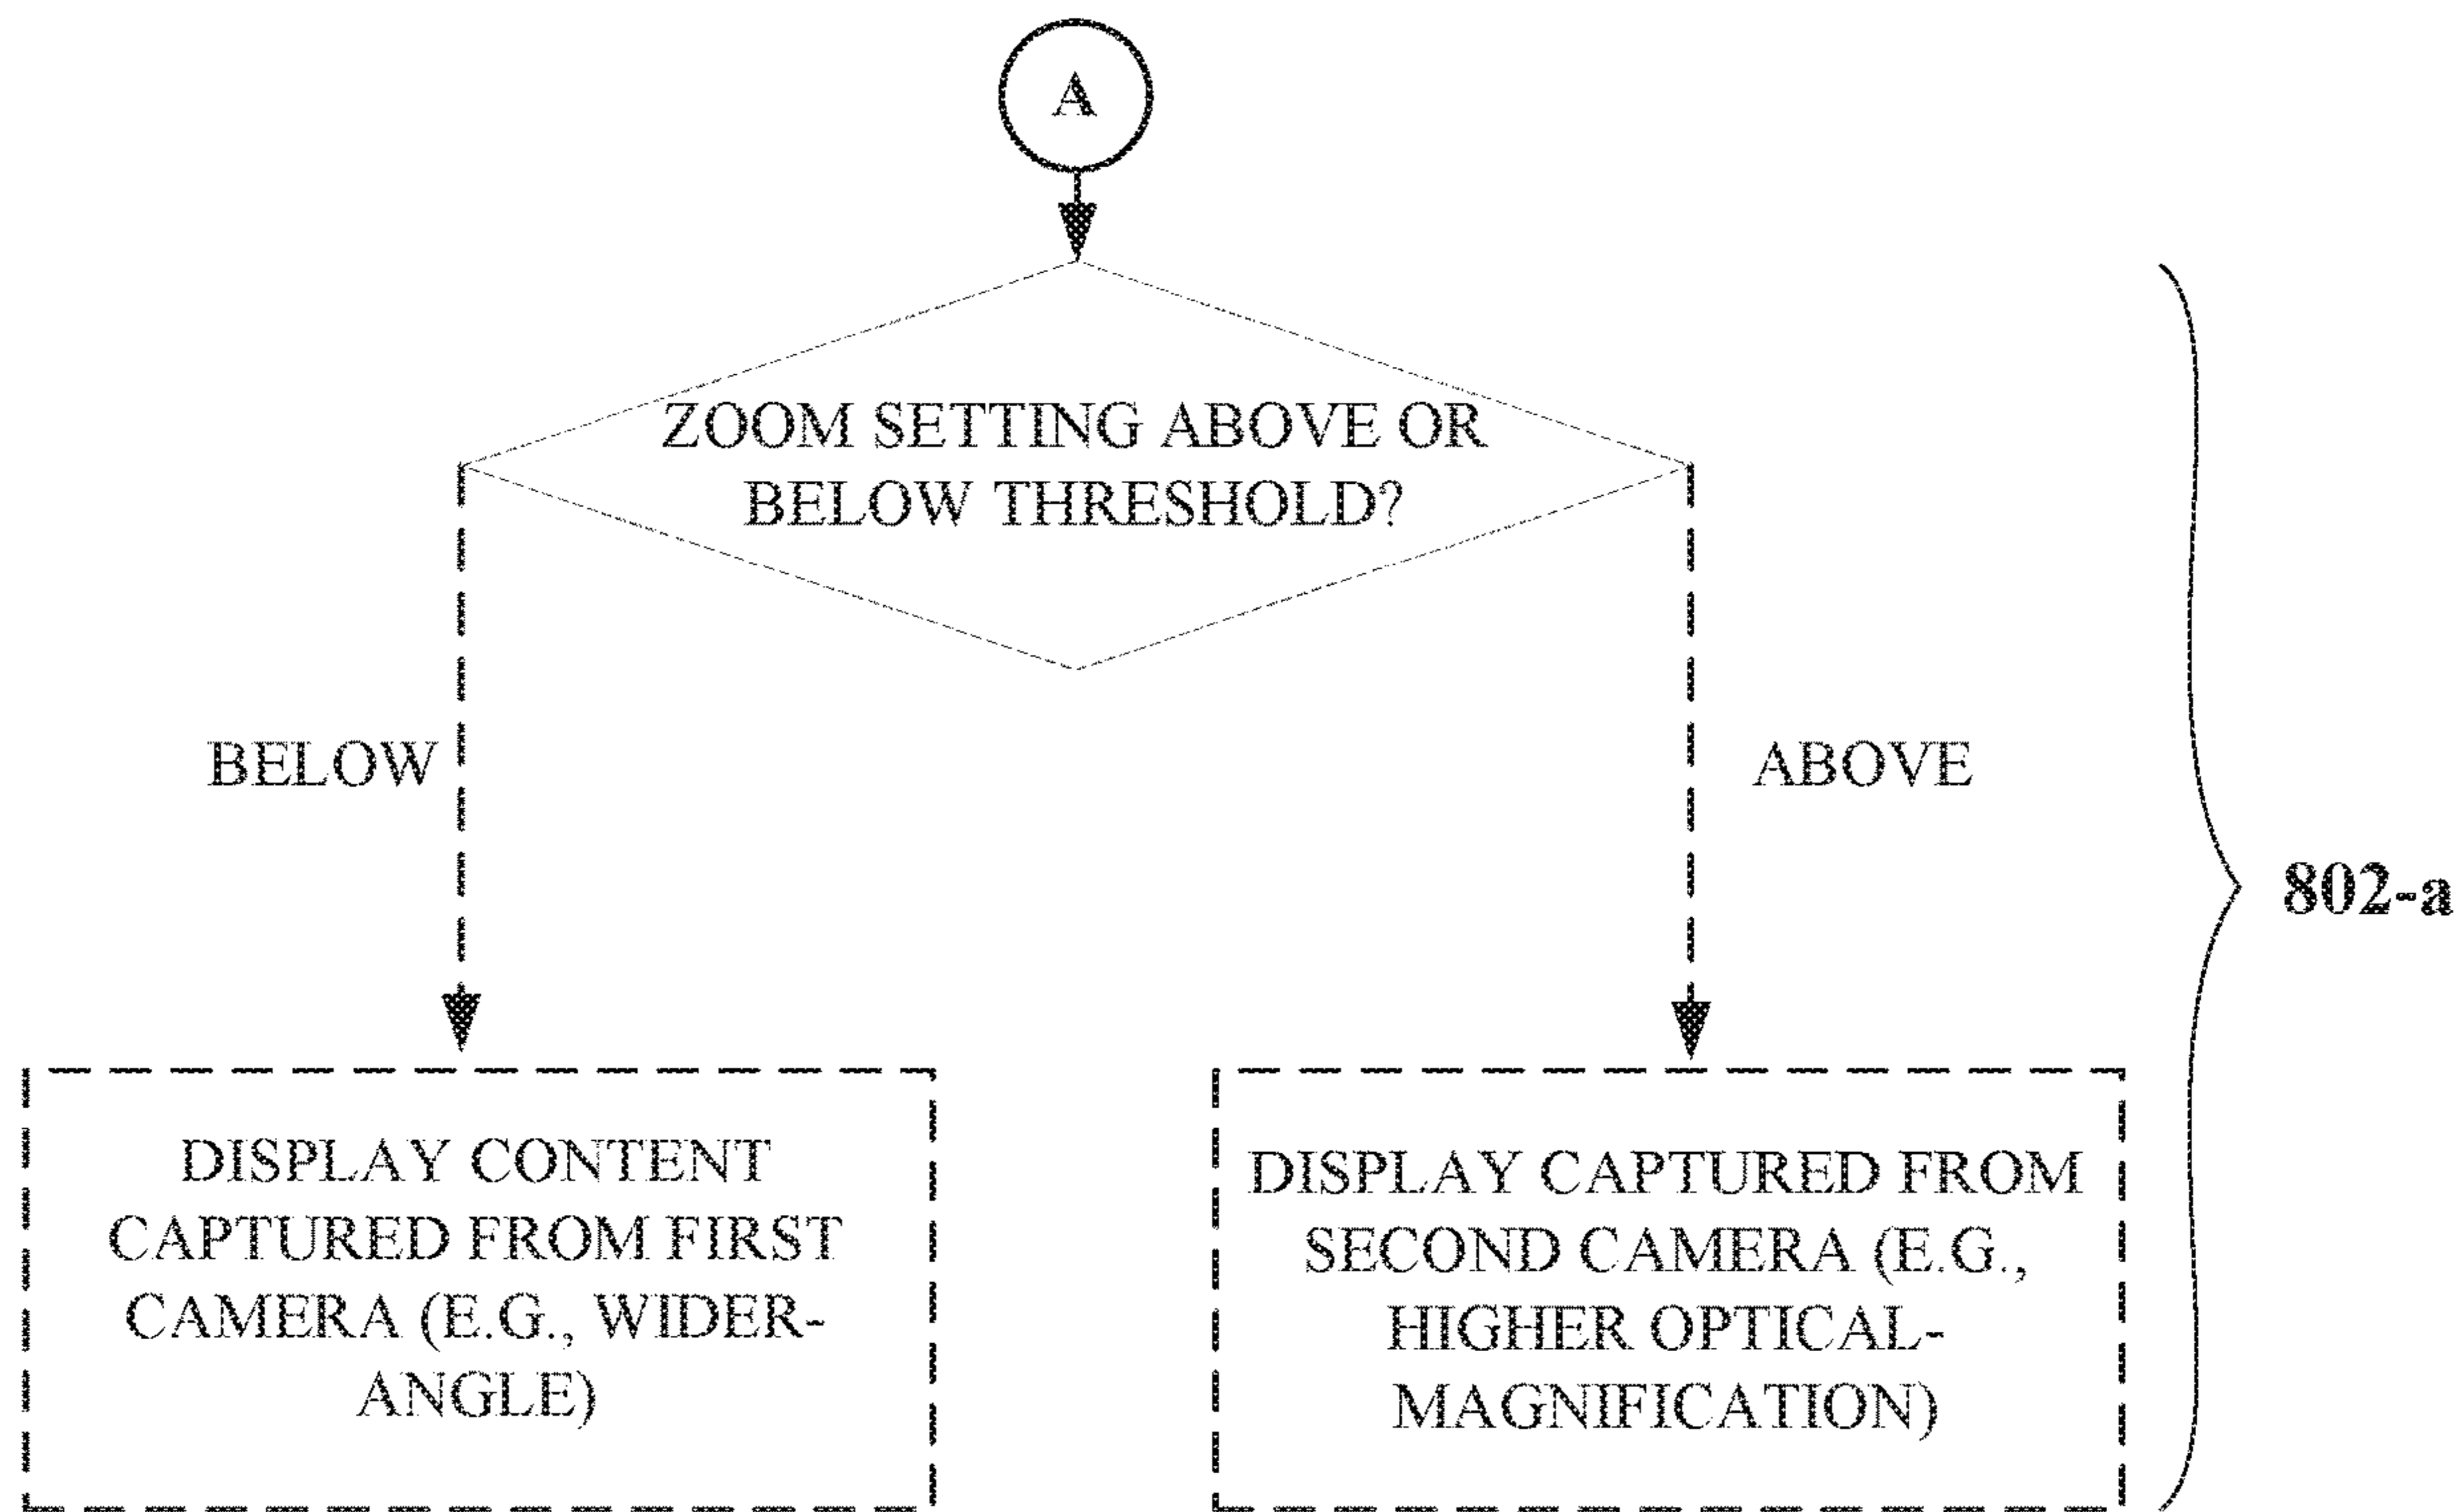 A
ZOOM SETTING ABOVE OR
BELOW THRESHOLD?
BELOW
ABOVE
802-a
DISPLAY CONTENT
CAPTURED FROM FIRST
CAMERA (E.G., WIDER-
ANGLE)
DISPLAY CAPTURED FROM
SECOND CAMERA (E.G.,
HIGHER OPTICAL-
MAGNIFICATION)